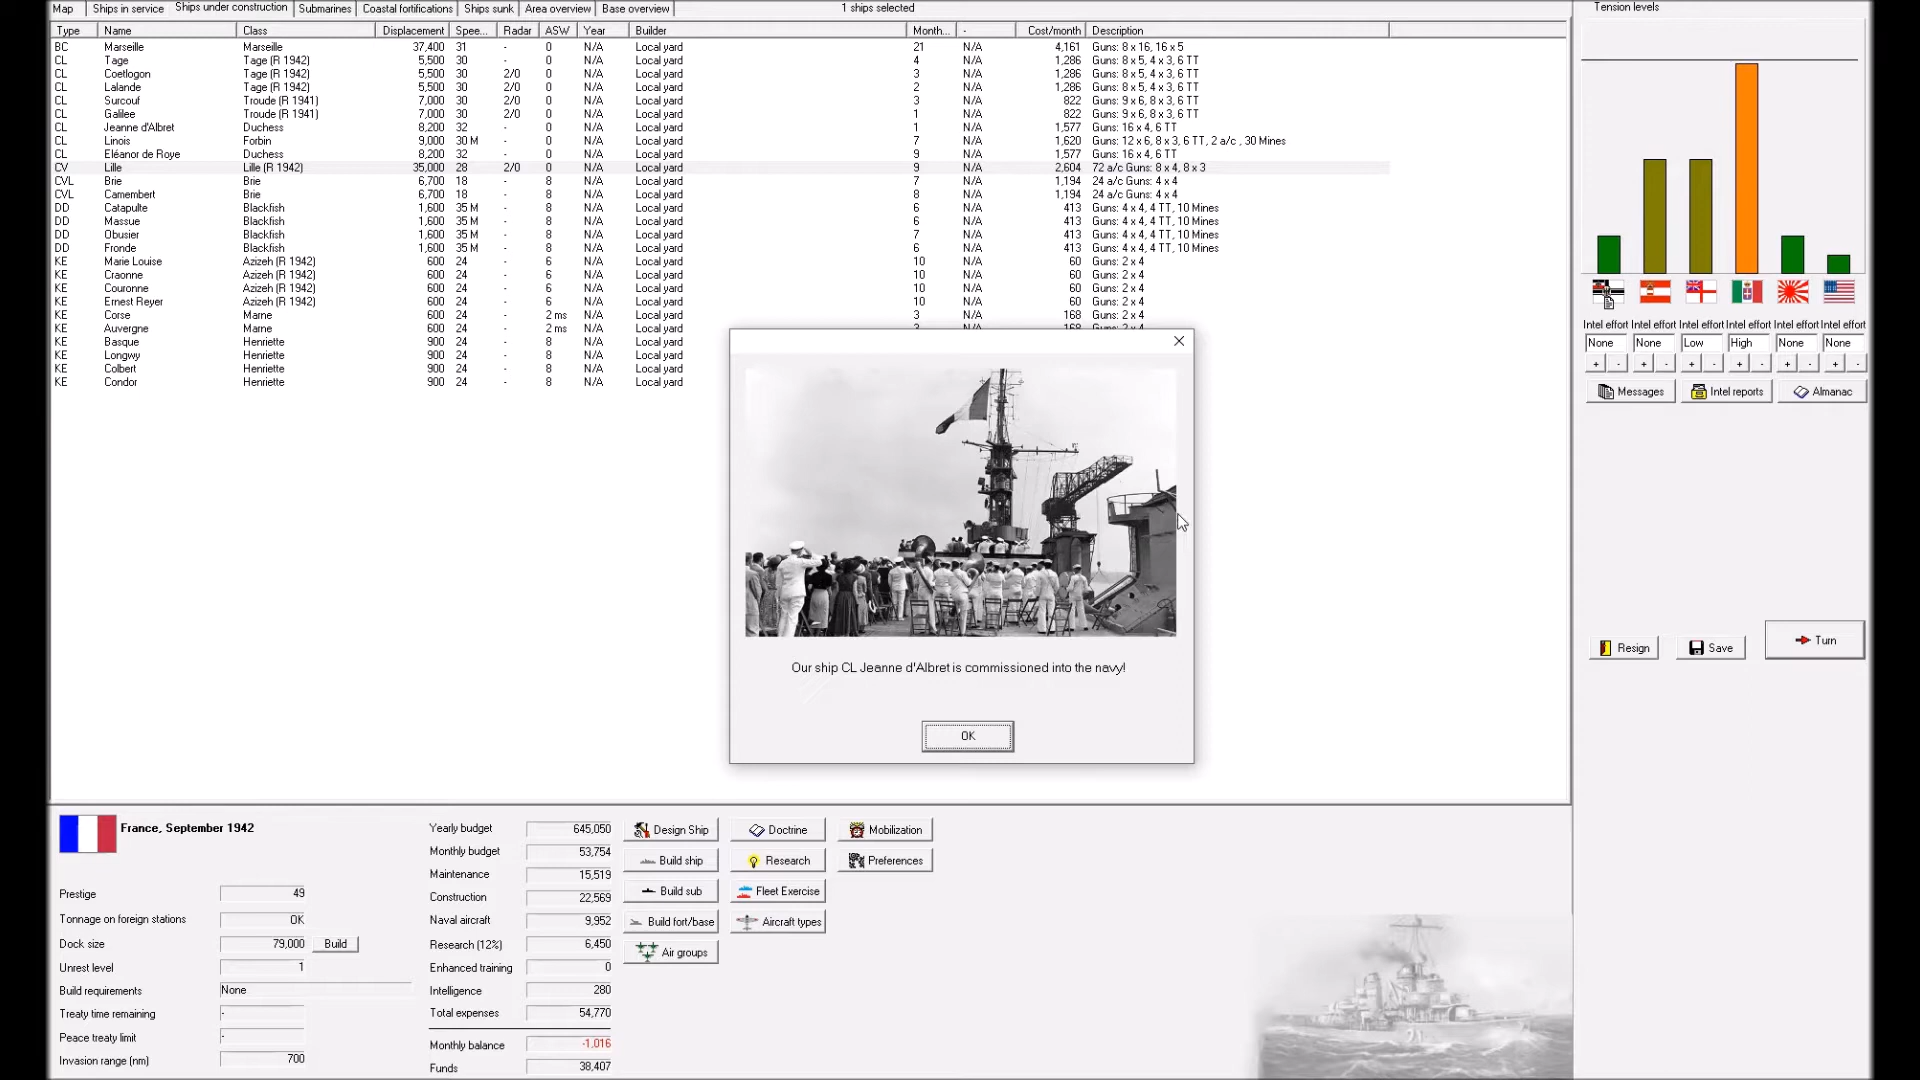 Map Ships in service Ships under construction Submarines Coastal fortifications Ships sunk Area overview Base overview 1 ships selected Tension levels
Type Name Class Displacement Spee... Radar ASW Year Builder Month... - Cost/month Description
BC Marseille Marseille 37,400 31 - 0 N/A Local yard 21 N/A 4,161 Guns: 8 x 16, 16 x 5
CL Tage Tage (R 1942) 5,500 30 - 0 N/A Local yard 4 N/A 1,286 Guns: 8 x 5, 4 x 3, 6 TT
CL Coetlogon Tage (R 1942) 5,500 30 2/0 0 N/A Local yard 3 N/A 1,286 Guns: 8 x 5, 4 x 3, 6 TT
CL Lalande Tage (R 1942) 5,500 30 2/0 0 N/A Local yard 2 N/A 1,286 Guns: 8 x 5, 4 x 3, 6 TT
CL Surcouf Troude (R 1941) 7,000 30 2/0 0 N/A Local yard 3 N/A 822 Guns: 9 x 6, 8 x 3, 6 TT
CL Galilee Troude (R 1941) 7,000 30 2/0 0 N/A Local yard 1 N/A 822 Guns: 9 x 6, 8 x 3, 6 TT
CL Jeanne d'Albret Duchess 8,200 32 - 0 N/A Local yard 1 N/A 1,577 Guns: 16 x 4, 6 TT
CL Linois Forbin 9,000 30 M - 0 N/A Local yard 7 N/A 1,620 Guns: 12 x 6, 8 x 3, 6 TT, 2 a/c , 30 Mines
CL Eléanor de Roye Duchess 8,200 32 - 0 N/A Local yard 9 N/A 1,577 Guns: 16 x 4, 6 TT
CV Lille Lille (R 1942) 35,000 28 2/0 0 N/A Local yard 9 N/A 2,604 72 a/c Guns: 8 x 4, 8 x 3
CVL Brie Brie 6,700 18 - 8 N/A Local yard 7 N/A 1,194 24 a/c Guns: 4 x 4
CVL Camembert Brie 6,700 18 - 8 N/A Local yard 8 N/A 1,194 24 a/c Guns: 4 x 4
DD Catapulte Blackfish 1,600 35 M - 8 N/A Local yard 6 N/A 413 Guns: 4 x 4, 4 TT, 10 Mines
DD Massue Blackfish 1,600 35 M - 8 N/A Local yard 6 N/A 413 Guns: 4 x 4, 4 TT, 10 Mines
DD Obusier Blackfish 1,600 35 M - 8 N/A Local yard 7 N/A 413 Guns: 4 x 4, 4 TT, 10 Mines
DD Fronde Blackfish 1,600 35 M - 8 N/A Local yard 6 N/A 413 Guns: 4 x 4, 4 TT, 10 Mines
KE Marie Louise Azizeh (R 1942) 600 24 - 6 N/A Local yard 10 N/A 60 Guns: 2 x 4
KE Craonne Azizeh (R 1942) 600 24 - 6 N/A Local yard 10 N/A 60 Guns: 2 x 4
KE Couronne Azizeh (R 1942) 600 24 - 6 N/A Local yard 10 N/A 60 Guns: 2 x 4
KE Ernest Reyer Azizeh (R 1942) 600 24 - 6 N/A Local yard 10 N/A 60 Guns: 2 x 4
KE Corse Marne 600 24 - 2 ms N/A Local yard 3 N/A 168 Guns: 2 x 4
KE Auvergne Marne 600 24 - 2 ms N/A Local yard 3 N/A 168 Guns: 2 x 4
KE Basque Henriette 900 24 - 8 N/A Local yard
KE Longwy Henriette 900 24 - 8 N/A Local yard
KE Colbert Henriette 900 24 - 8 N/A Local yard
KE Condor Henriette 900 24 - 8 N/A Local yard
Intel effort Intel effort Intel effort Intel effort Intel effort Intel effort
None None Low High None None
+ - + - + - + - + - + -
Messages Intel reports Almanac
Resign Save Turn
Our ship CL Jeanne d'Albret is commissioned into the navy!
OK
France, September 1942
Prestige 49
Tonnage on foreign stations OK
Dock size 79,000 Build
Unrest level 1
Build requirements None
Treaty time remaining -
Peace treaty limit -
Invasion range (nm) 700
Yearly budget 645,050
Monthly budget 53,754
Maintenance 15,519
Construction 22,569
Naval aircraft 9,952
Research (12%) 6,450
Enhanced training 0
Intelligence 280
Total expenses 54,770
Monthly balance -1,016
Funds 38,407
Design Ship Doctrine Mobilization
Build ship Research Preferences
Build sub Fleet Exercise
Build fort/base Aircraft types
Air groups